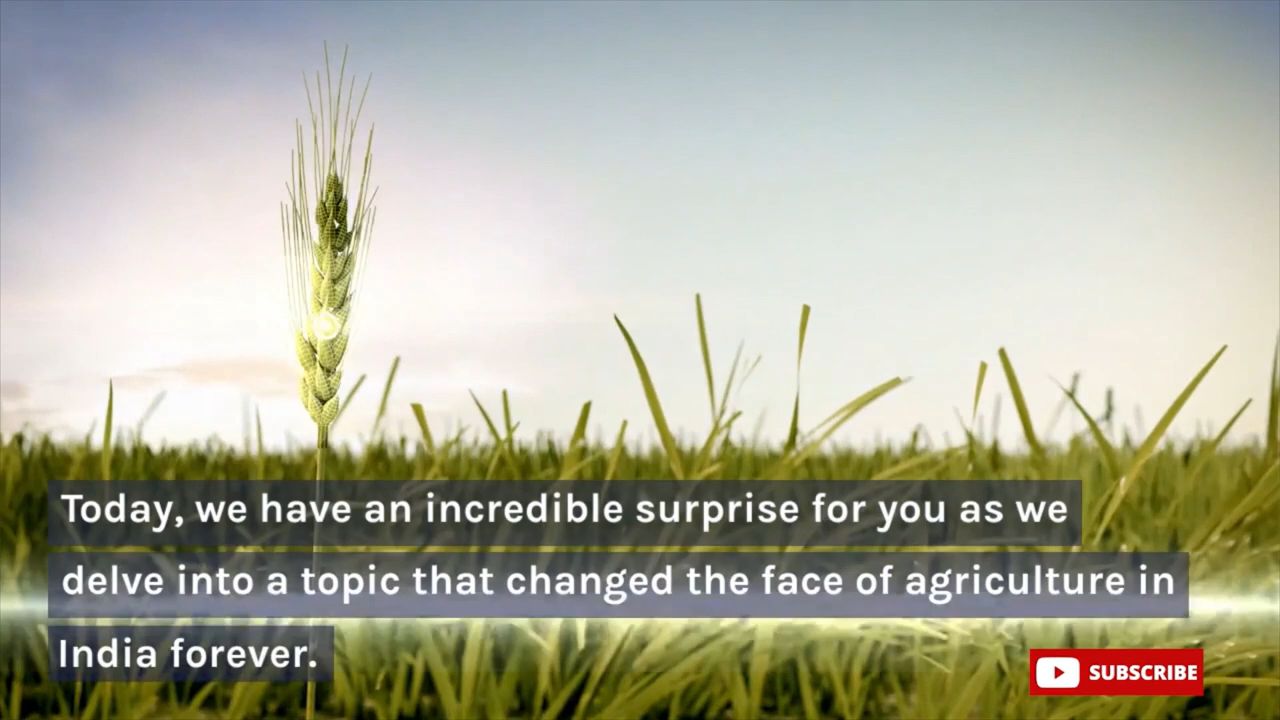 Today, we have an incredible surprise for you as we
delve into a topic that changed the face of agriculture in
India forever.
SUBSCRIBE